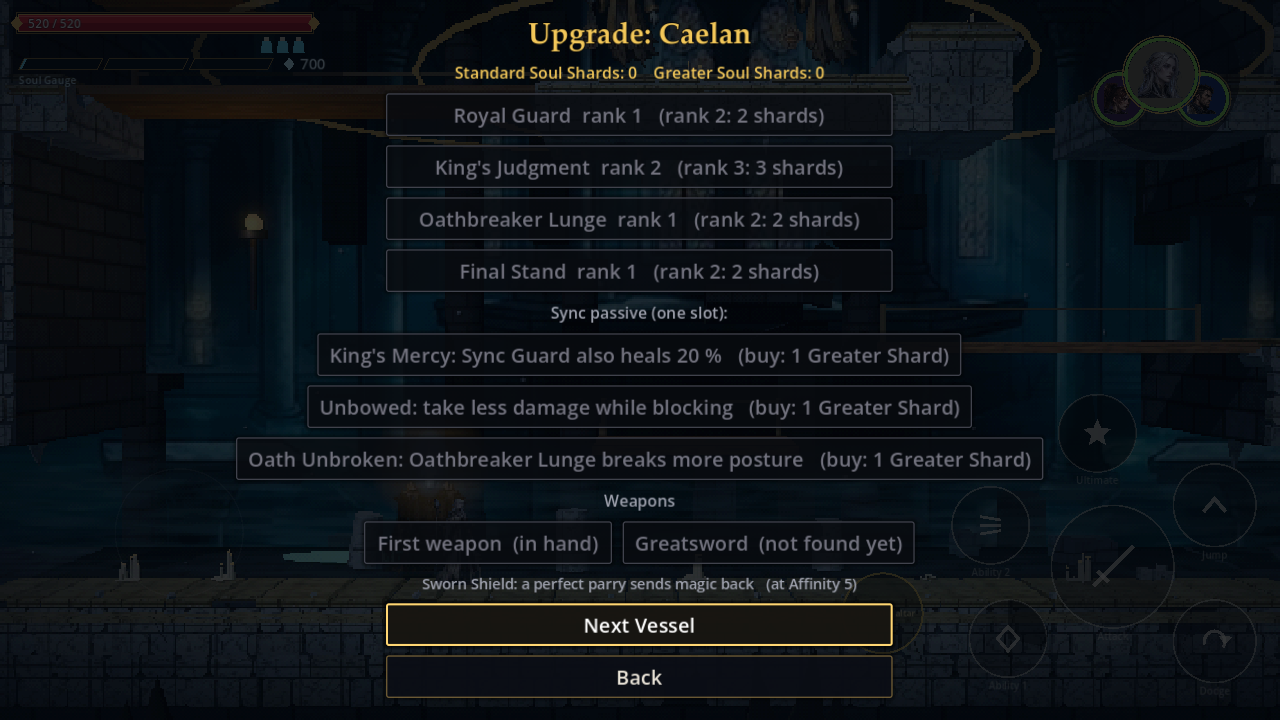 520 / 520
700
Soul Gauge
Upgrade: Caelan
Standard Soul Shards: 0 Greater Soul Shards: 0
Royal Guard rank 1 (rank 2: 2 shards)
King's Judgment rank 2 (rank 3: 3 shards)
Oathbreaker Lunge rank 1 (rank 2: 2 shards)
Final Stand rank 1 (rank 2: 2 shards)
Sync passive (one slot):
King's Mercy: Sync Guard also heals 20 % (buy: 1 Greater Shard)
Unbowed: take less damage while blocking (buy: 1 Greater Shard)
Oath Unbroken: Oathbreaker Lunge breaks more posture (buy: 1 Greater Shard)
Weapons
First weapon (in hand) Greatsword (not found yet)
Sworn Shield: a perfect parry sends magic back (at Affinity 5)
Next Vessel
Back
Ultimate
Jump
Ability 2
Attack
Ability 1
Dodge